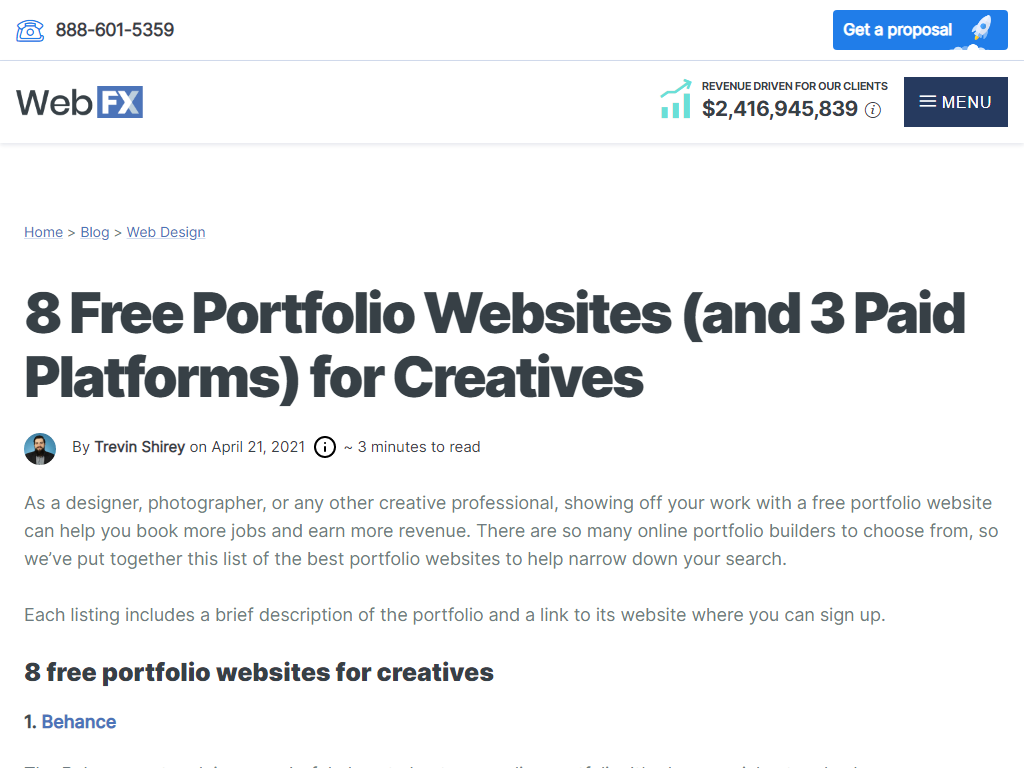 888-601-5359
Get a proposal
WebFX
REVENUE DRIVEN FOR OUR CLIENTS
$2,416,945,839
MENU
Home > Blog > Web Design
8 Free Portfolio Websites (and 3 Paid
Platforms) for Creatives
By Trevin Shirey on April 21, 2021 ~ 3 minutes to read
As a designer, photographer, or any other creative professional, showing off your work with a free portfolio website
can help you book more jobs and earn more revenue. There are so many online portfolio builders to choose from, so
we’ve put together this list of the best portfolio websites to help narrow down your search.
Each listing includes a brief description of the portfolio and a link to its website where you can sign up.
8 free portfolio websites for creatives
1. Behance